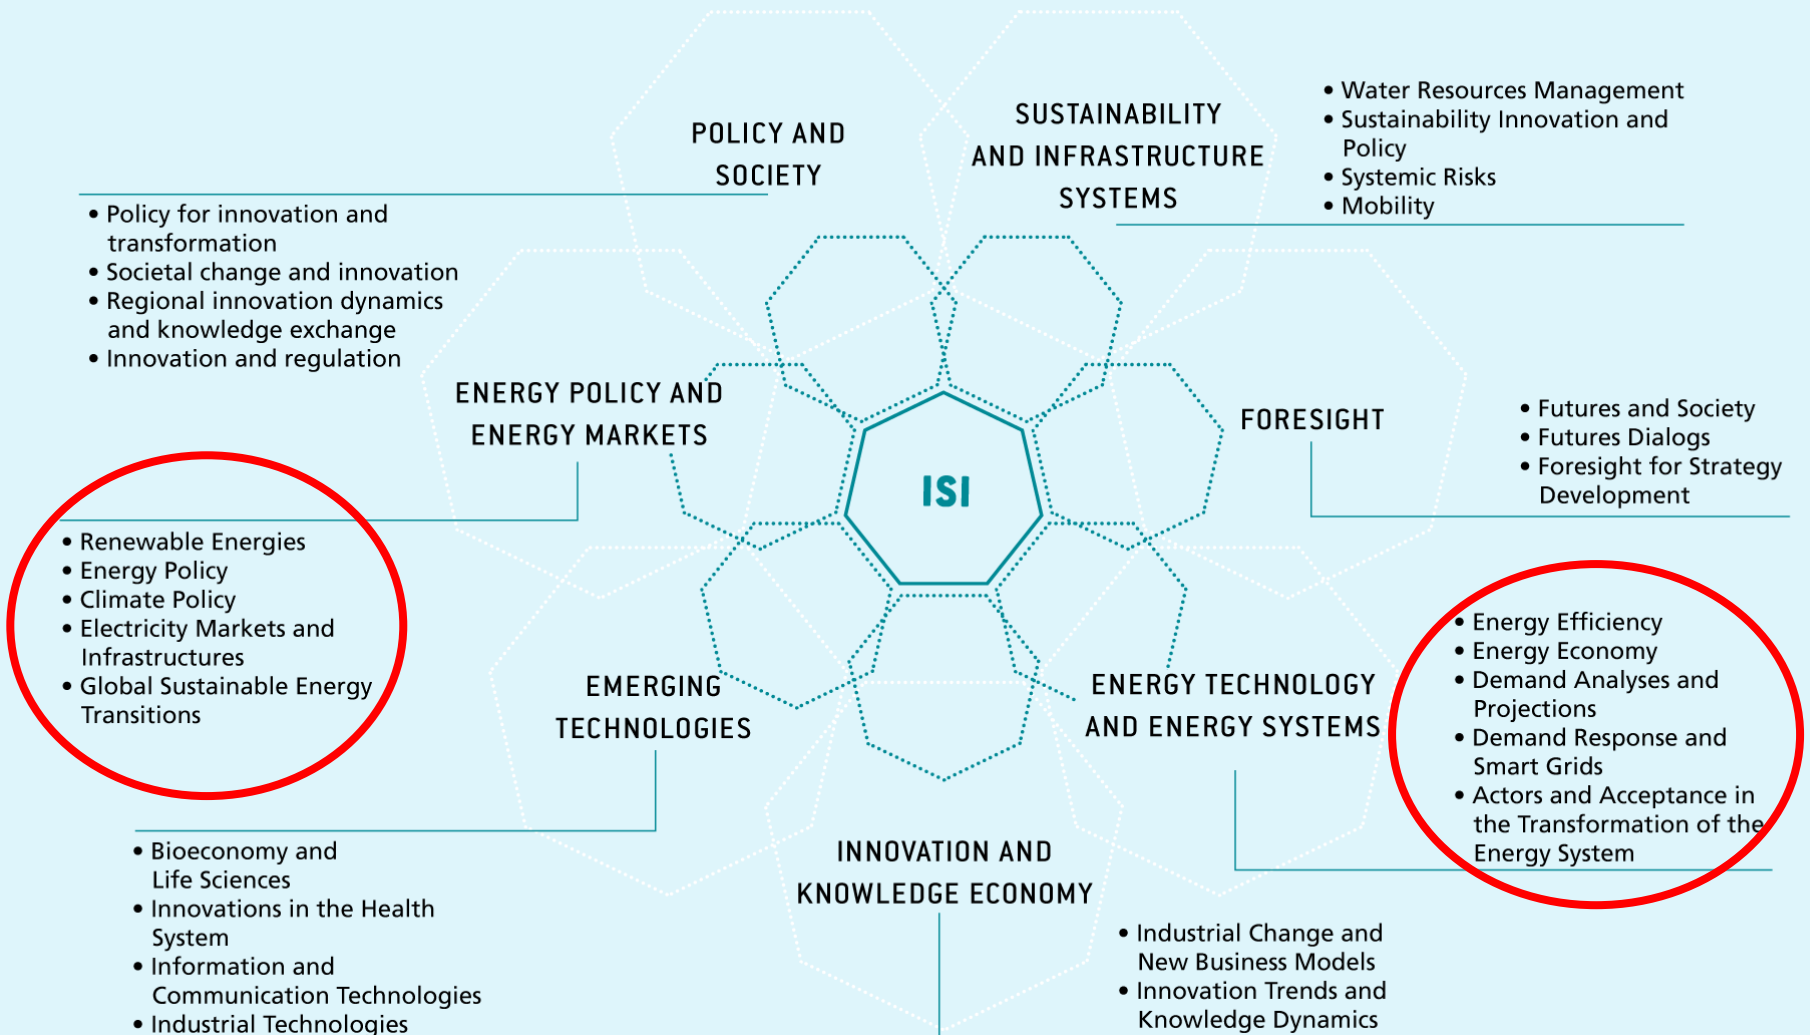 POLICY AND
SOCIETY
• Policy for innovation and
transformation
• Societal change and innovation
• Regional innovation dynamics
and knowledge exchange
• Innovation and regulation
SUSTAINABILITY
AND INFRASTRUCTURE
SYSTEMS
• Water Resources Management
• Sustainability Innovation and
Policy
• Systemic Risks
• Mobility
ENERGY POLICY AND
ENERGY MARKETS
• Renewable Energies
• Energy Policy
• Climate Policy
• Electricity Markets and
Infrastructures
• Global Sustainable Energy
Transitions
ISI
FORESIGHT
• Futures and Society
• Futures Dialogs
• Foresight for Strategy
Development
EMERGING
TECHNOLOGIES
• Bioeconomy and
Life Sciences
• Innovations in the Health
System
• Information and
Communication Technologies
• Industrial Technologies
ENERGY TECHNOLOGY
AND ENERGY SYSTEMS
• Energy Efficiency
• Energy Economy
• Demand Analyses and
Projections
• Demand Response and
Smart Grids
• Actors and Acceptance in
the Transformation of the
Energy System
INNOVATION AND
KNOWLEDGE ECONOMY
• Industrial Change and
New Business Models
• Innovation Trends and
Knowledge Dynamics